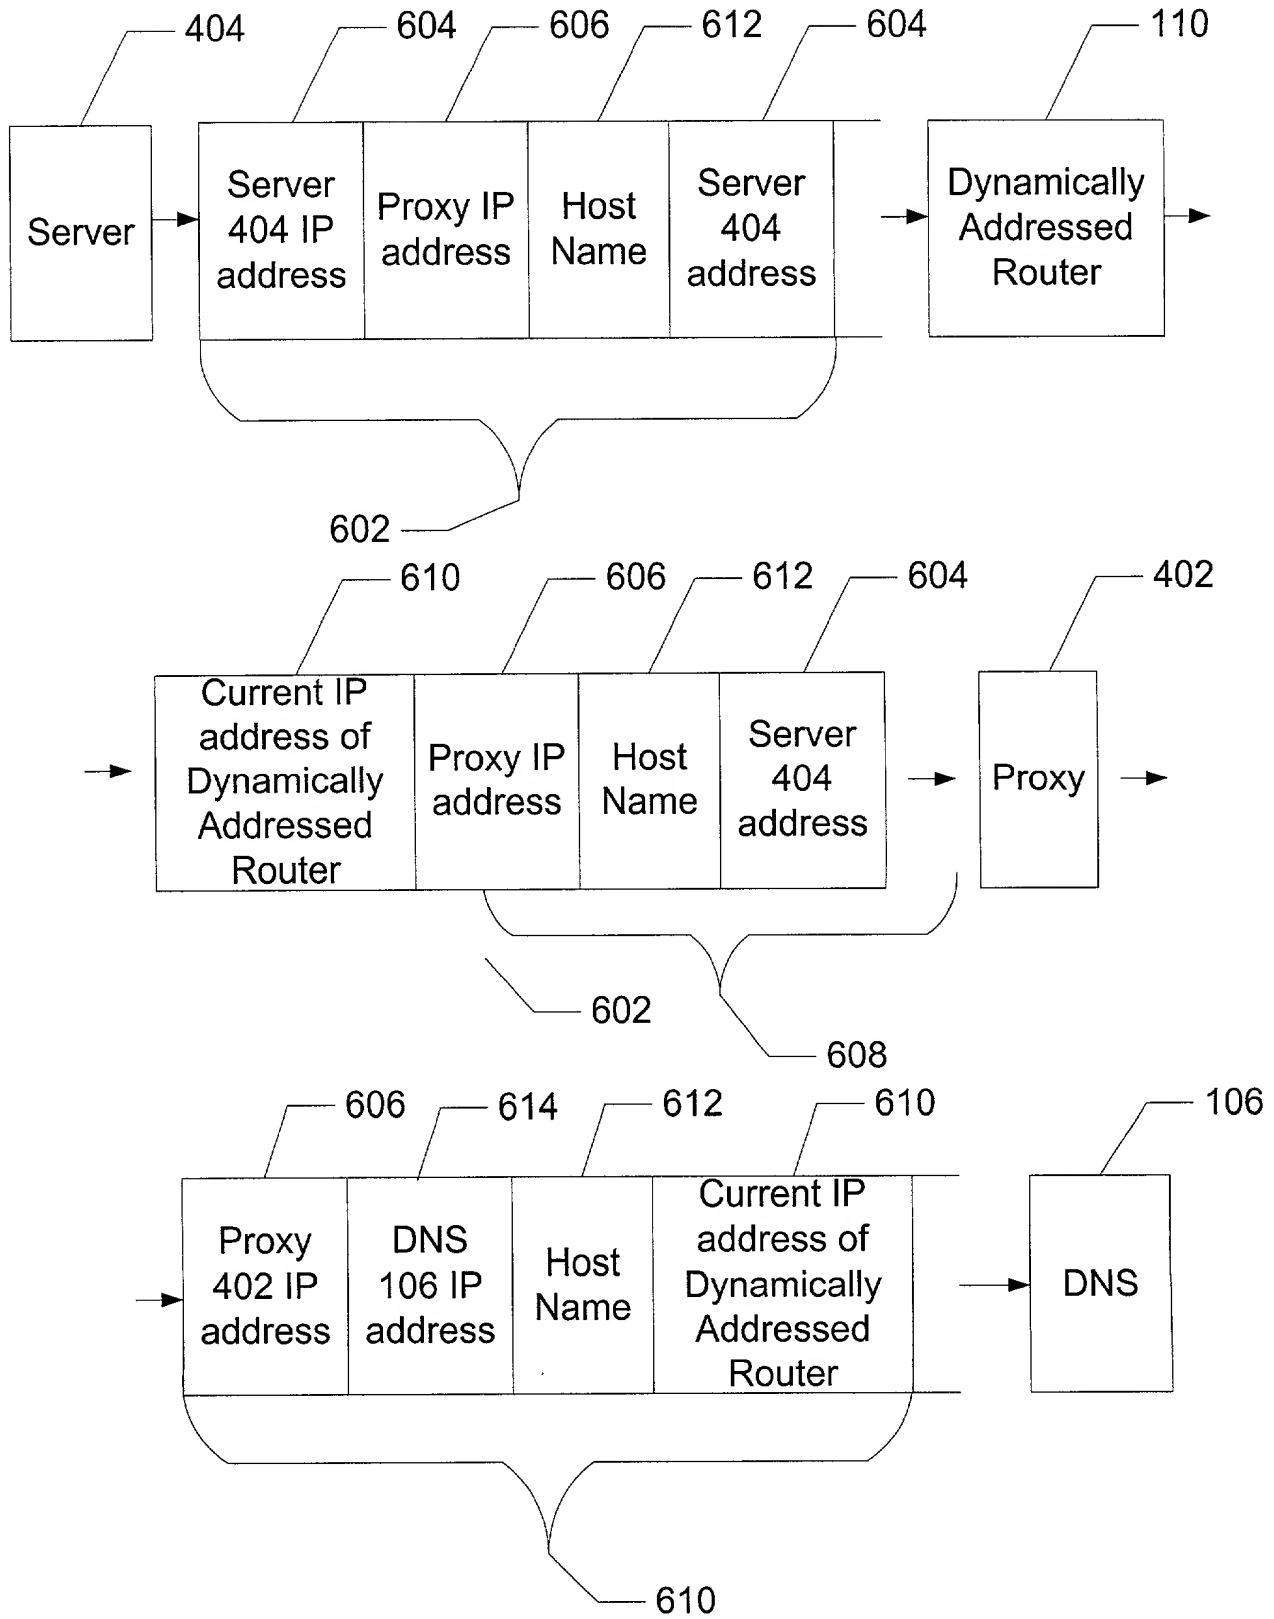 404
604
606
612
604
110
Server
Server
404 IP
address
Proxy IP
address
Host
Name
Server
404
address
Dynamically
Addressed
Router
602
610
606
612
604
402
Current IP
address of
Dynamically
Addressed
Router
Proxy IP
address
Host
Name
Server
404
address
Proxy
602
608
606
614
612
610
106
Proxy
402 IP
address
DNS
106 IP
address
Host
Name
Current IP
address of
Dynamically
Addressed
Router
DNS
610